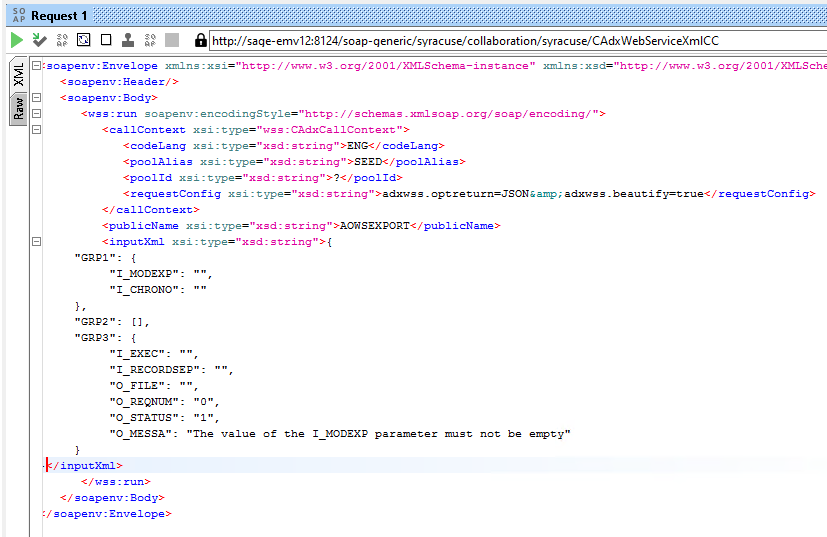 SO
AP
Request 1
SO
AP
SO
AP
http://sage-emv12:8124/soap-generic/syracuse/collaboration/syracuse/CAdxWebServiceXmlCC
XML
Raw
<soapenv:Envelope xmlns:xsi="http://www.w3.org/2001/XMLSchema-instance" xmlns:xsd="http://www.w3.org/2001/XMLSche
<soapenv:Header/>
<soapenv:Body>
<wss:run soapenv:encodingStyle="http://schemas.xmlsoap.org/soap/encoding/">
<callContext xsi:type="wss:CAdxCallContext">
<codeLang xsi:type="xsd:string">ENG</codeLang>
<poolAlias xsi:type="xsd:string">SEED</poolAlias>
<poolId xsi:type="xsd:string">?</poolId>
<requestConfig xsi:type="xsd:string">adxwss.optreturn=JSON&amp;adxwss.beautify=true</requestConfig>
</callContext>
<publicName xsi:type="xsd:string">AOWSEXPORT</publicName>
<inputXml xsi:type="xsd:string">{
"GRP1": {
"I_MODEXP": "",
"I_CHRONO": ""
},
"GRP2": [],
"GRP3": {
"I_EXEC": "",
"I_RECORDSEP": "",
"O_FILE": "",
"O_REQNUM": "0",
"O_STATUS": "1",
"O_MESSA": "The value of the I_MODEXP parameter must not be empty"
}
</inputXml>
</wss:run>
</soapenv:Body>
</soapenv:Envelope>